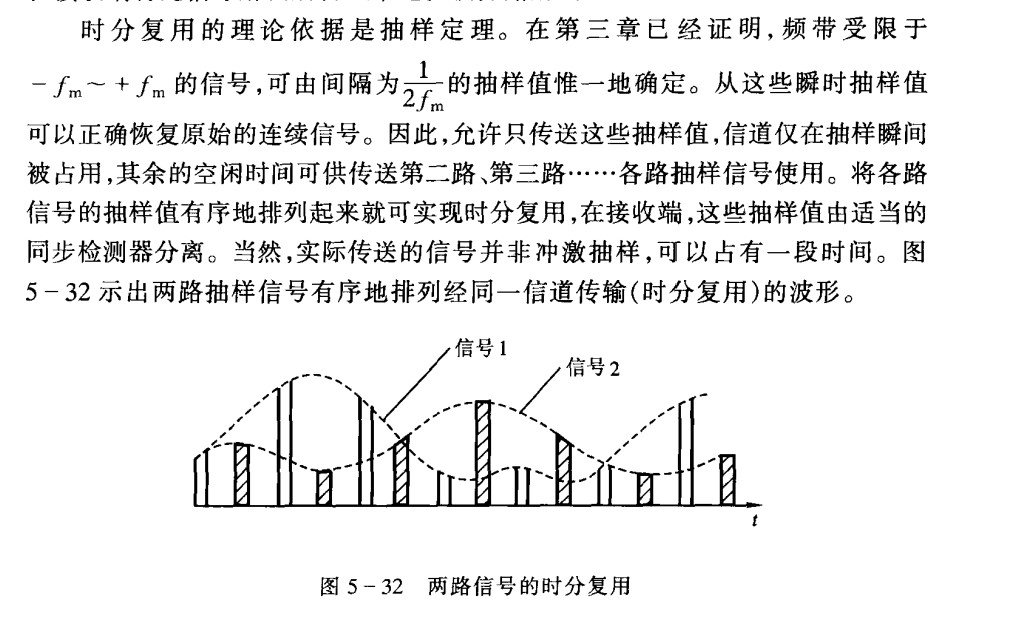 时分复用的理论依据是抽样定理。在第三章已经证明,频带受限于
－fm～＋fm 的信号,可由间隔为1/2fm的抽样值惟一地确定。从这些瞬时抽样值
可以正确恢复原始的连续信号。因此,允许只传送这些抽样值,信道仅在抽样瞬间
被占用,其余的空闲时间可供传送第二路、第三路……各路抽样信号使用。将各路
信号的抽样值有序地排列起来就可实现时分复用,在接收端,这些抽样值由适当的
同步检测器分离。当然,实际传送的信号并非冲激抽样,可以占有一段时间。图
5－32 示出两路抽样信号有序地排列经同一信道传输(时分复用)的波形。
信号1
信号2
t
图 5－32 两路信号的时分复用